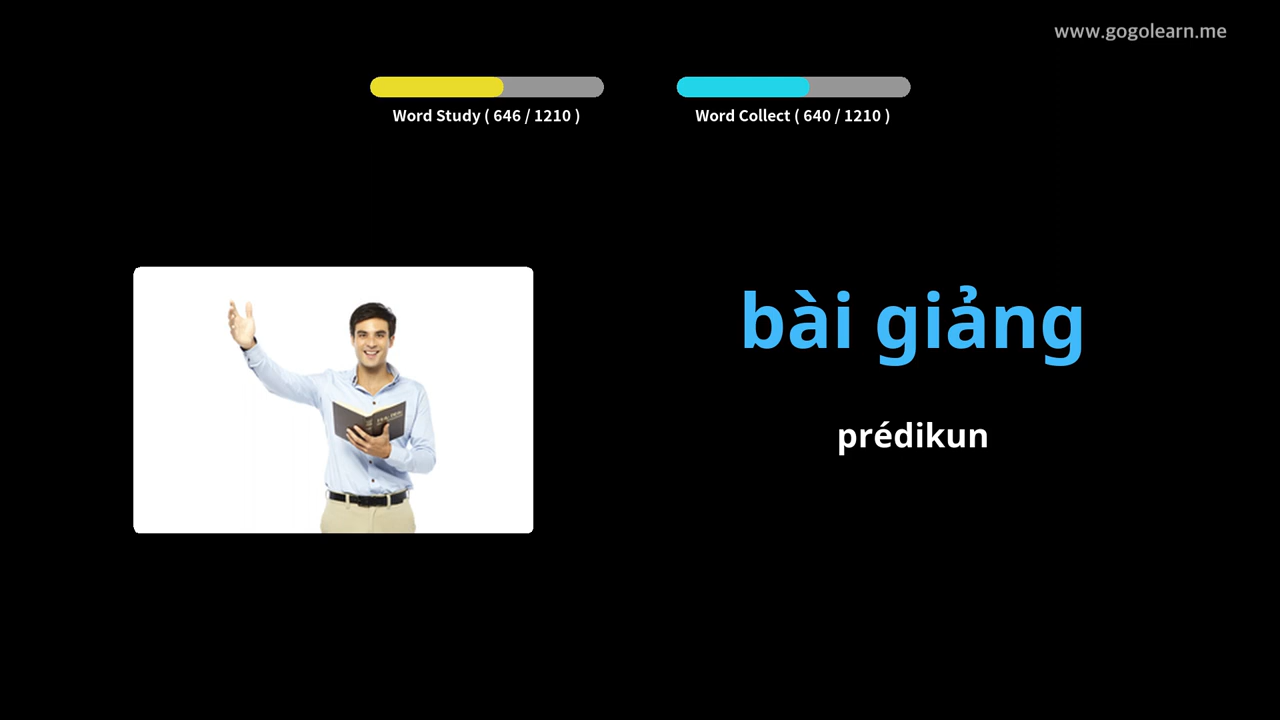 www.gogolearn.me
Word Study ( 646 / 1210 )
Word Collect ( 640 / 1210 )
bài giảng
prédikun